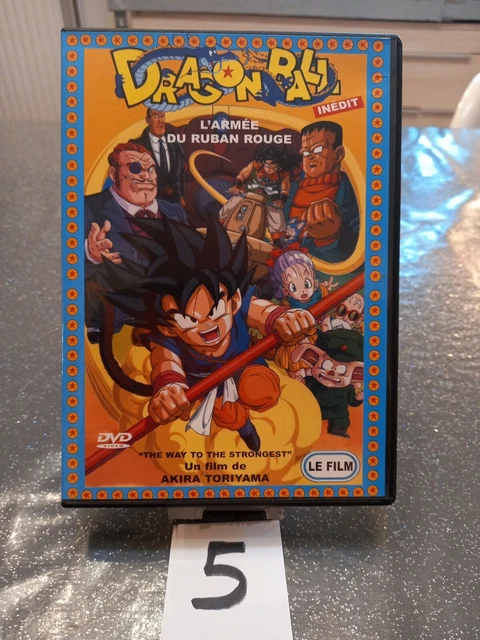 DRAGON BALL
INÉDIT
L'ARMÉE
DU RUBAN ROUGE
DVD
VIDEO
"THE WAY TO THE STRONGEST"
Un film de
AKIRA TORIYAMA
LE FILM
5